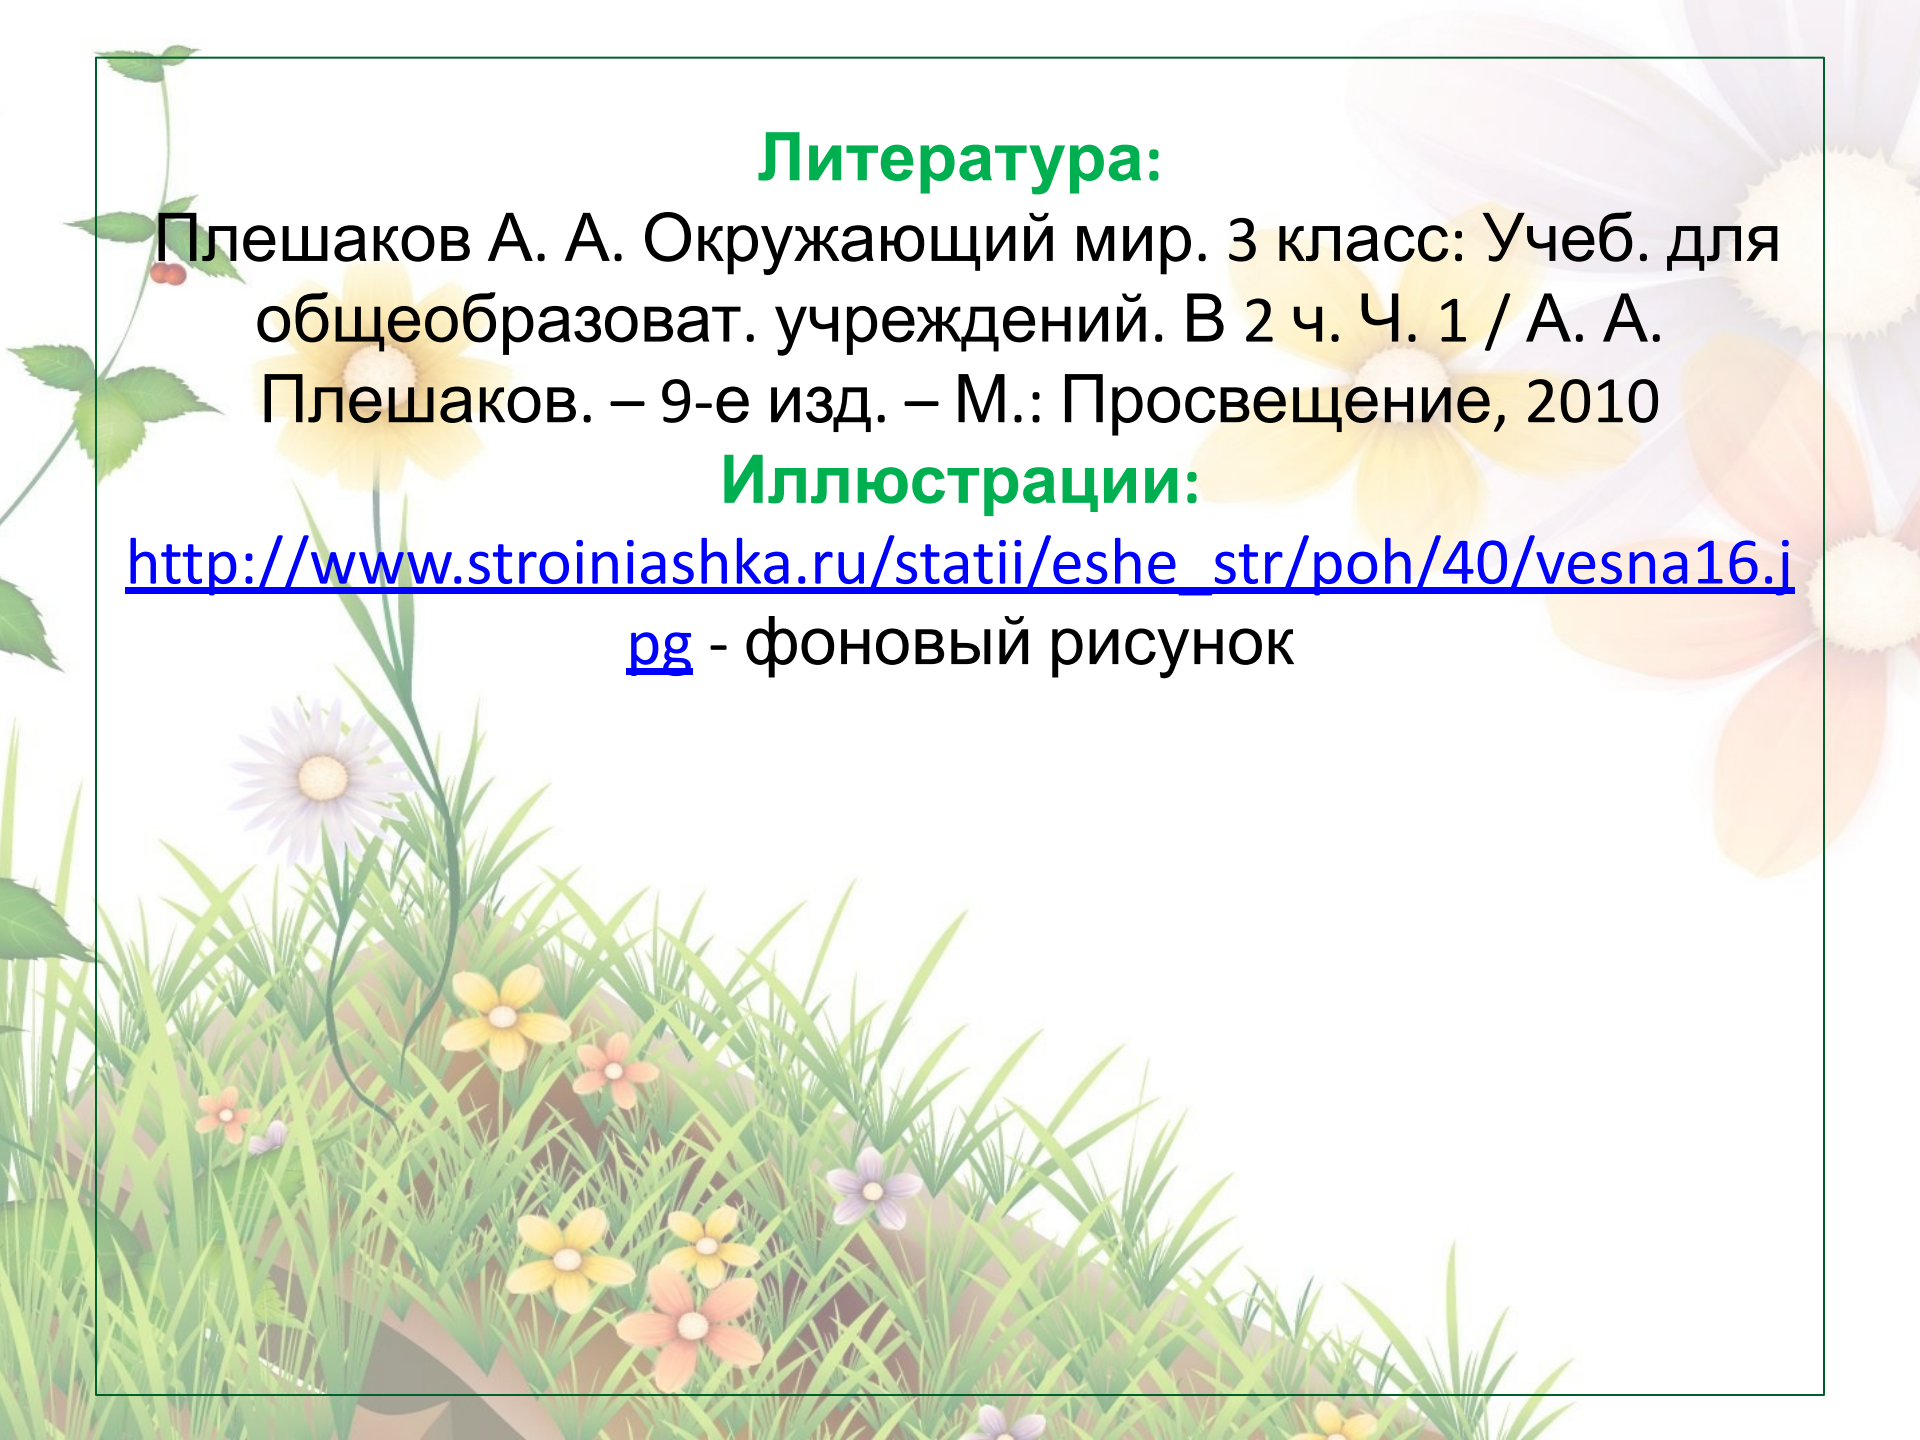 Литература:
Плешаков А. А. Окружающий мир. 3 класс: Учеб. для
общеобразоват. учреждений. В 2 ч. Ч. 1 / А. А.
Плешаков. – 9-е изд. – М.: Просвещение, 2010
Иллюстрации:
http://www.stroiniashka.ru/statii/eshe_str/poh/40/vesna16.j
pg - фоновый рисунок